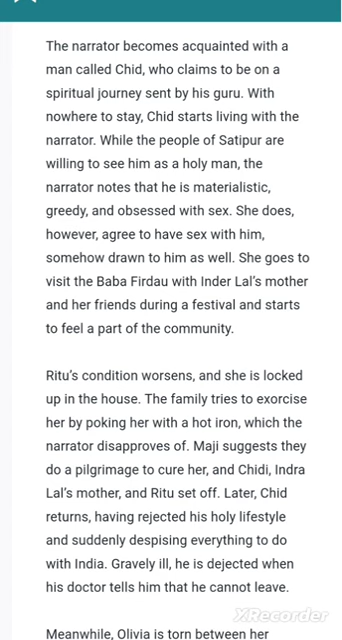 The narrator becomes acquainted with a
man called Chid, who claims to be on a
spiritual journey sent by his guru. With
nowhere to stay, Chid starts living with the
narrator. While the people of Satipur are
willing to see him as a holy man, the
narrator notes that he is materialistic,
greedy, and obsessed with sex. She does,
however, agree to have sex with him,
somehow drawn to him as well. She goes to
visit the Baba Firdau with Inder Lal's mother
and her friends during a festival and starts
to feel a part of the community.
Ritu's condition worsens, and she is locked
up in the house. The family tries to exorcise
her by poking her with a hot iron, which the
narrator disapproves of. Maji suggests they
do a pilgrimage to cure her, and Chidi, Indra
Lal's mother, and Ritu set off. Later, Chid
returns, having rejected his holy lifestyle
and suddenly despising everything to do
with India. Gravely ill, he is dejected when
his doctor tells him that he cannot leave.
XRecorder
Meanwhile, Olivia is torn between her